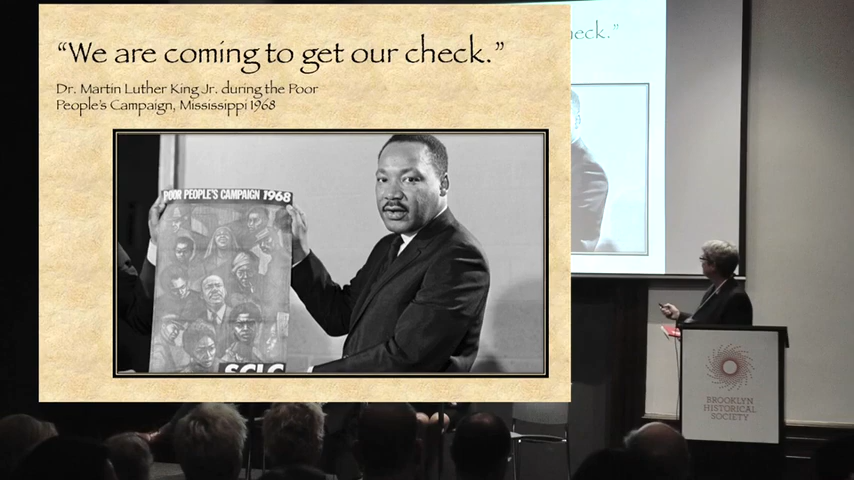 “We are coming to get our check.”
Dr. Martin Luther King Jr. during the Poor
People’s Campaign, Mississippi 1968
POOR PEOPLE'S CAMPAIGN 1968
SCLC
eck.”
BROOKLYN
HISTORICAL
SOCIETY